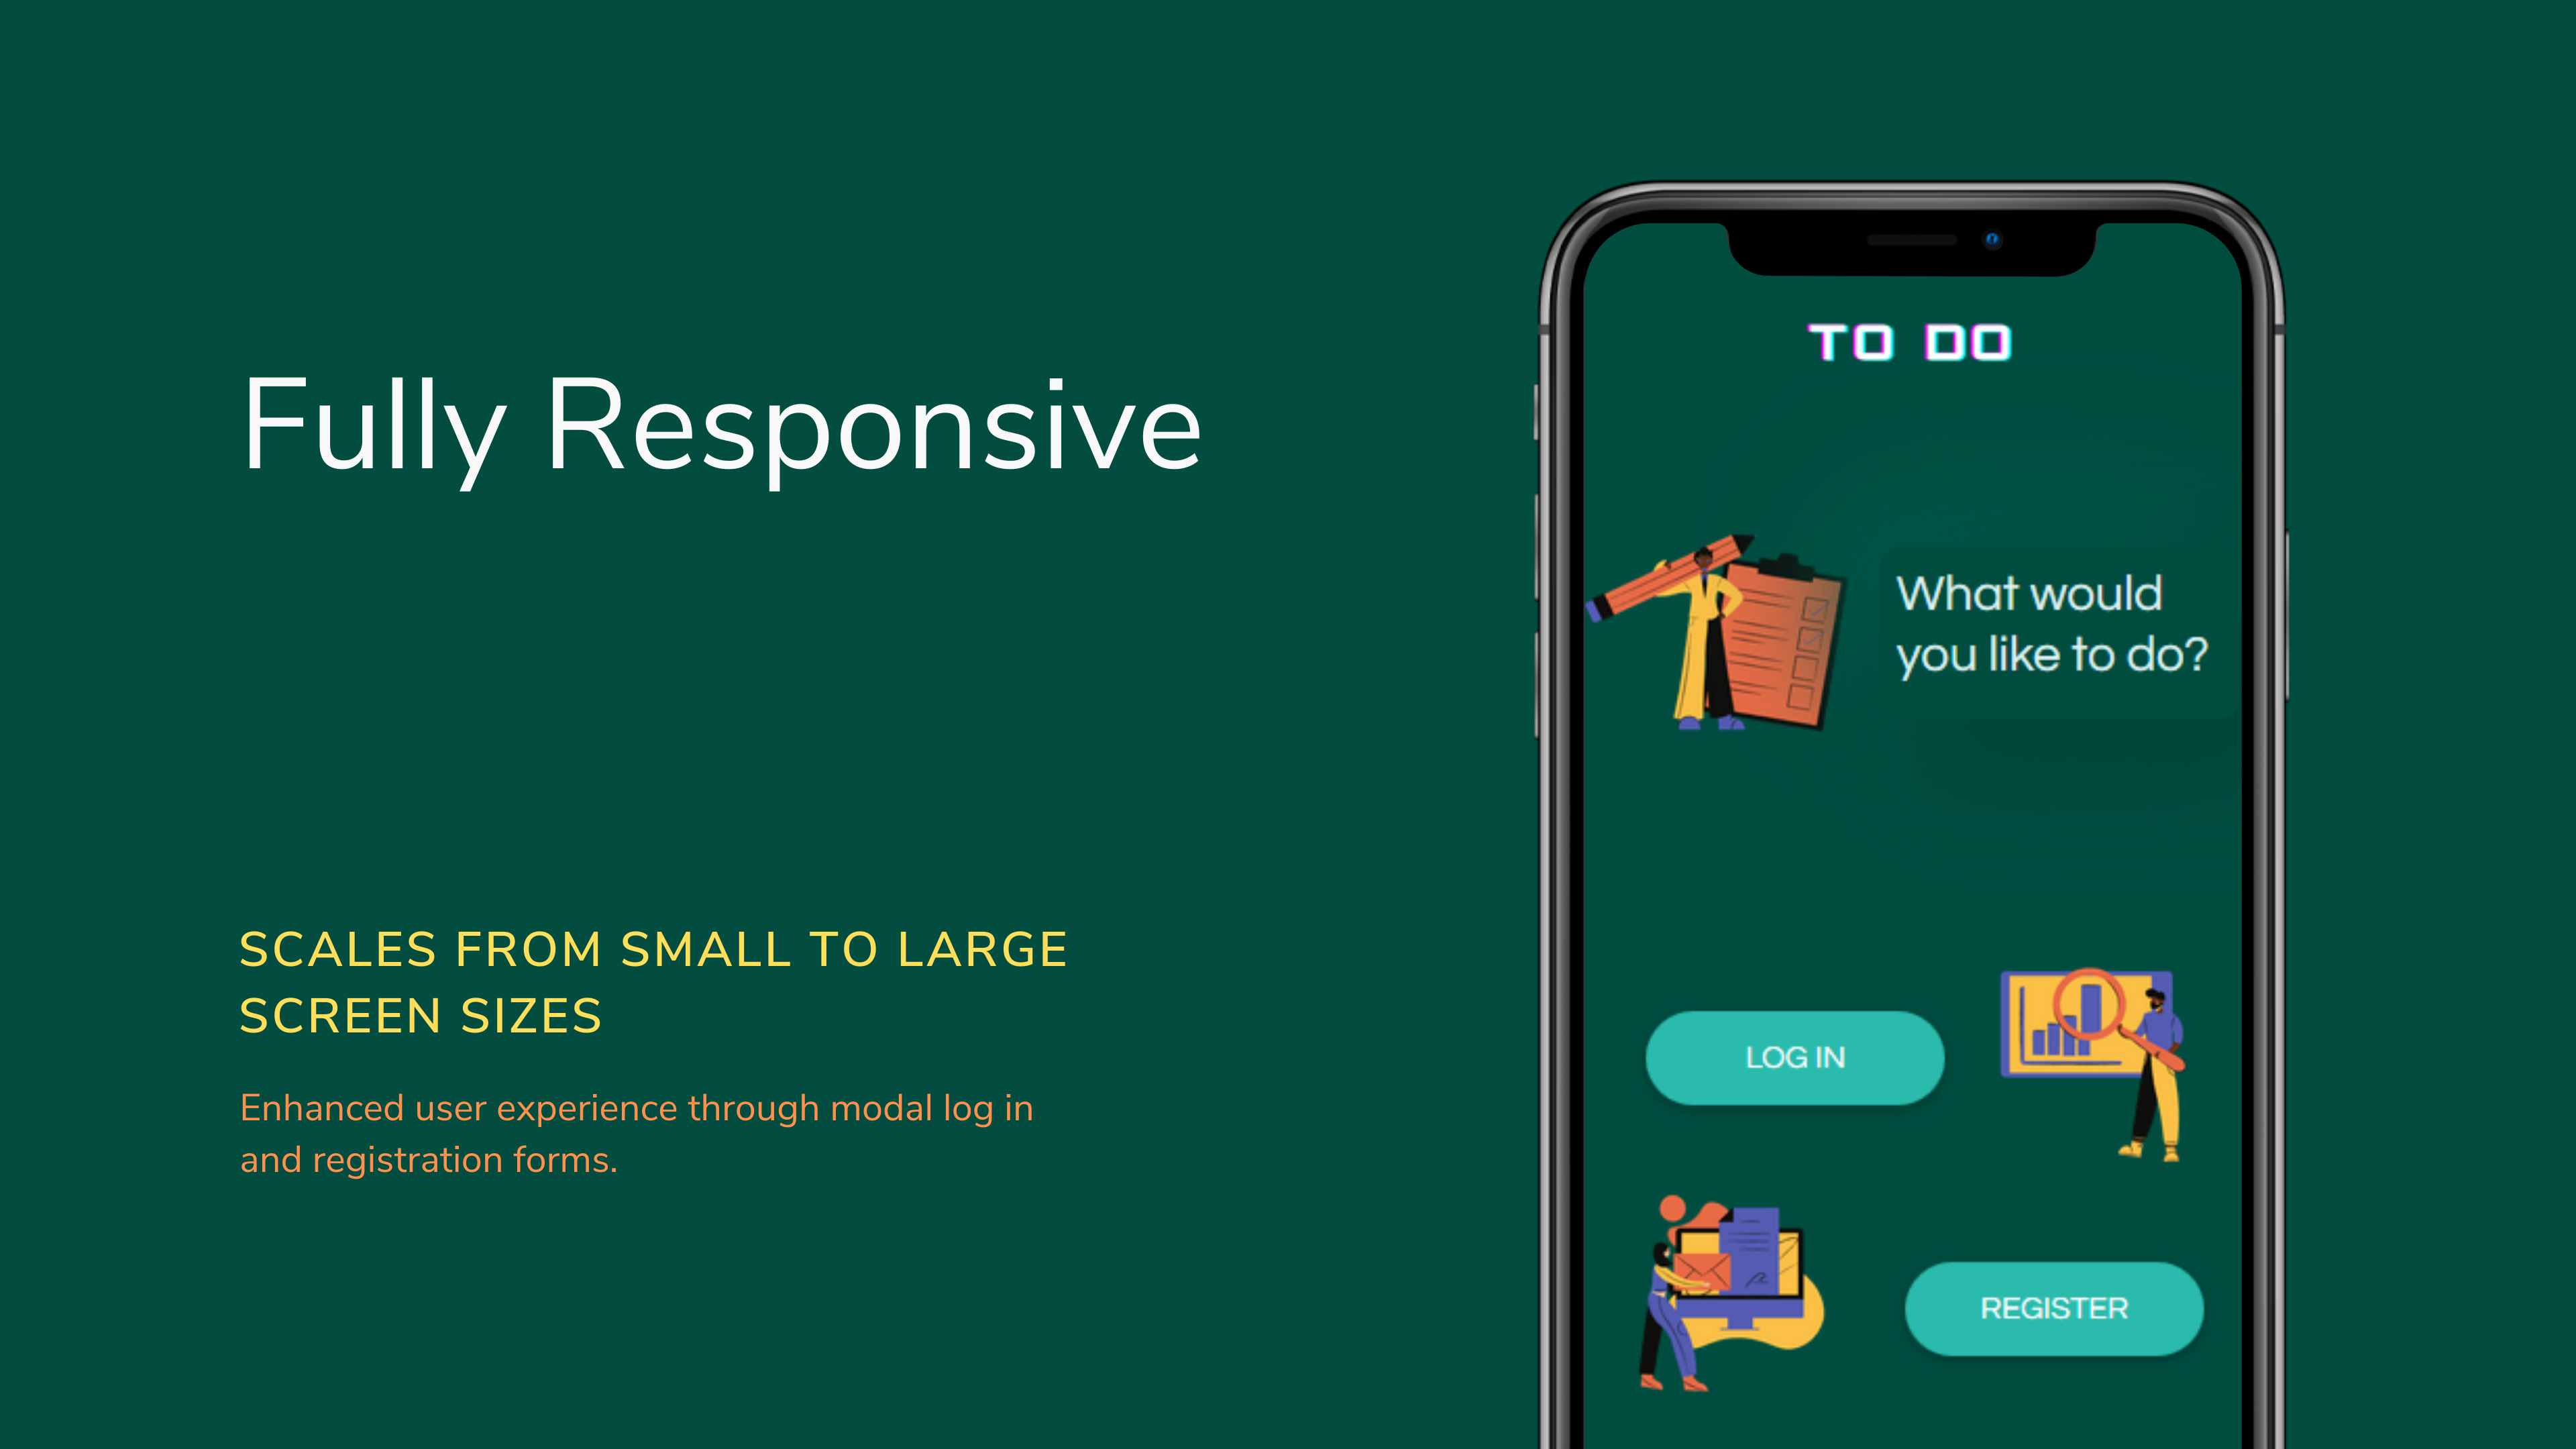 Fully Responsive
SCALES FROM SMALL TO LARGE
SCREEN SIZES
Enhanced user experience through modal log in
and registration forms.
TO DO
What would
you like to do?
LOG IN
REGISTER